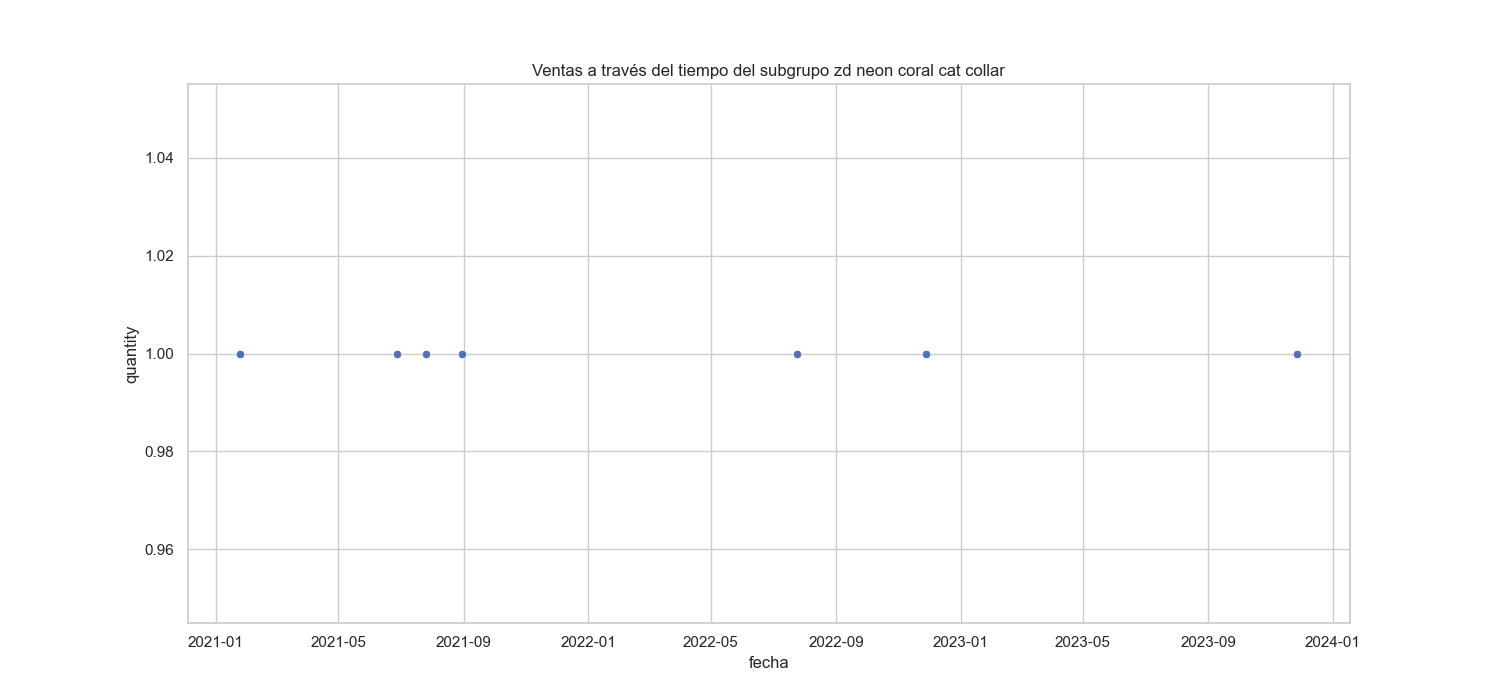 Ventas a través del tiempo del subgrupo zd neon coral cat collar
1.04
1.02
1.00
0.98
0.96
quantity
2021-01 2021-05 2021-09 2022-01 2022-05 2022-09 2023-01 2023-05 2023-09 2024-01
fecha